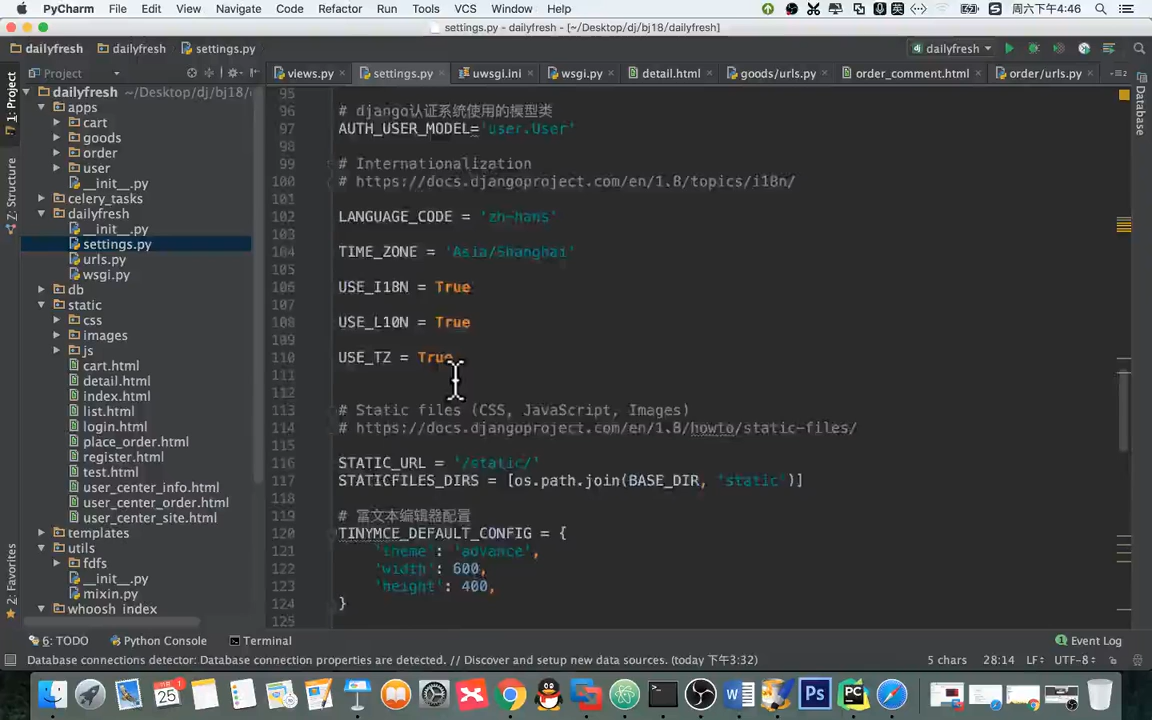 PyCharm File Edit View Navigate Code Refactor Run Tools VCS Window Help 周六下午4:46
settings.py - dailyfresh - [~/Desktop/dj/bj18/dailyfresh]
dailyfresh dailyfresh settings.py dailyfresh
Project views.py settings.py uwsgi.ini wsgi.py detail.html goods/urls.py order_comment.html order/urls.py
1: Project
Z: Structure
2: Favorites
Database
dailyfresh ~/Desktop/dj/bj18/
apps
cart
goods
order
user
__init__.py
celery_tasks
dailyfresh
__init__.py
settings.py
urls.py
wsgi.py
db
static
css
images
js
cart.html
detail.html
index.html
list.html
login.html
place_order.html
register.html
test.html
user_center_info.html
user_center_order.html
user_center_site.html
templates
utils
fdfs
__init__.py
mixin.py
whoosh_index
95
96 # django认证系统使用的模型类
97 AUTH_USER_MODEL='user.User'
98
99 # Internationalization
100 # https://docs.djangoproject.com/en/1.8/topics/i18n/
101
102 LANGUAGE_CODE = 'zh-hans'
103
104 TIME_ZONE = 'Asia/Shanghai'
105
106 USE_I18N = True
107
108 USE_L10N = True
109
110 USE_TZ = True
111
112
113 # Static files (CSS, JavaScript, Images)
114 # https://docs.djangoproject.com/en/1.8/howto/static-files/
115
116 STATIC_URL = '/static/'
117 STATICFILES_DIRS = [os.path.join(BASE_DIR, 'static')]
118
119 # 富文本编辑器配置
120 TINYMCE_DEFAULT_CONFIG = {
121 'theme': 'advance',
122 'width': 600,
123 'height': 400,
124 }
125
6: TODO Python Console Terminal Event Log
Database connections detector: Database connection properties are detected. // Discover and setup new data sources. (today 下午3:32) 5 chars 28:14 LF÷ UTF-8÷